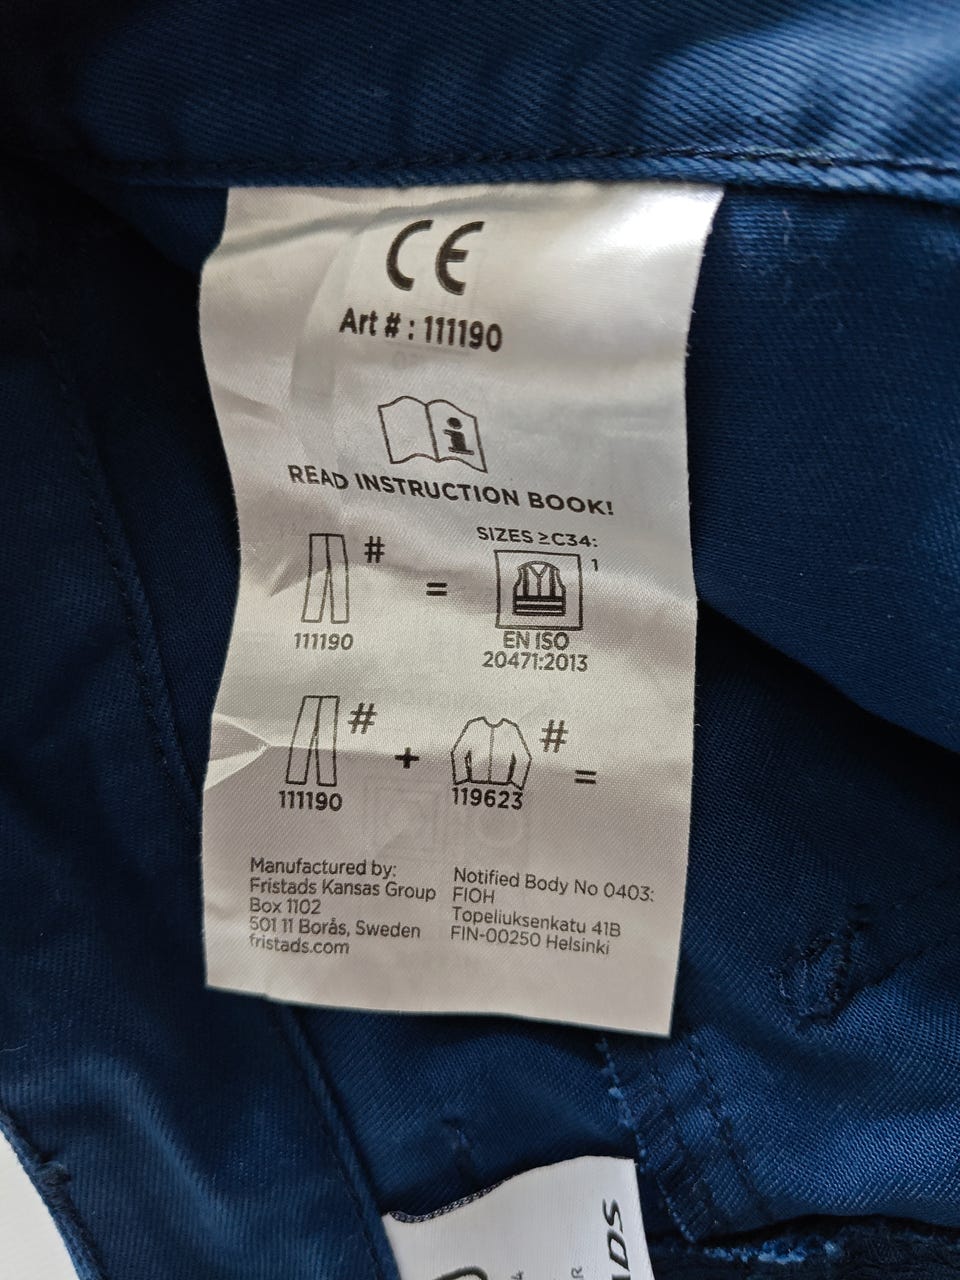 CE
Art # : 111190
READ INSTRUCTION BOOK!
SIZES ≥C34:
# = 1
111190
EN ISO
20471:2013
# + # =
111190 119623
Manufactured by:
Fristads Kansas Group
Box 1102
501 11 Borås, Sweden
fristads.com
Notified Body No 0403:
FIOH
Topeliuksenkatu 41B
FIN-00250 Helsinki